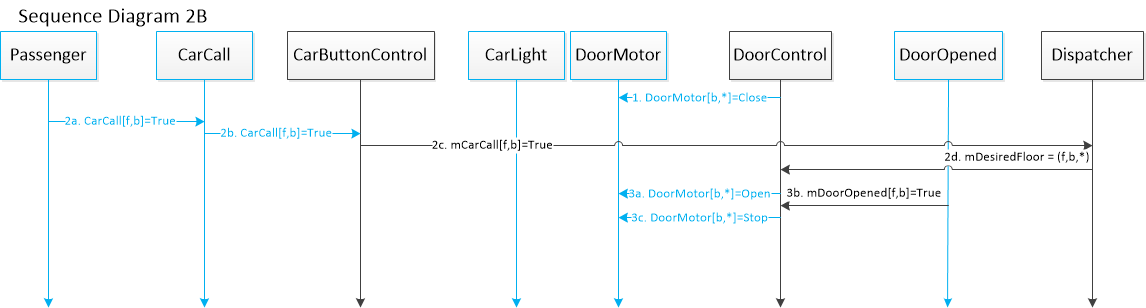 Sequence Diagram 2B
Passenger
CarCall
CarButtonControl
CarLight
DoorMotor
DoorControl
DoorOpened
Dispatcher
1. DoorMotor[b,*]=Close
2a. CarCall[f,b]=True
2b. CarCall[f,b]=True
2c. mCarCall[f,b]=True
2d. mDesiredFloor = (f,b,*)
3a. DoorMotor[b,*]=Open
3b. mDoorOpened[f,b]=True
3c. DoorMotor[b,*]=Stop